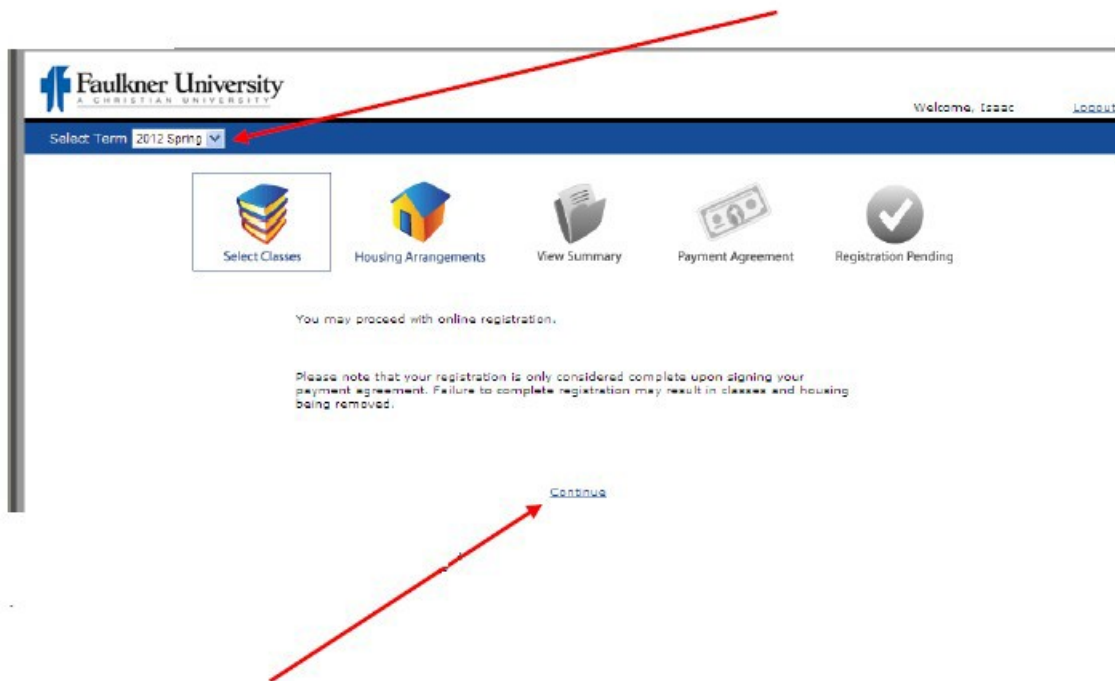 Faulkner University
A CHRISTIAN UNIVERSITY
Welcome, Isaac Logout
Select Term 2012 Spring
Select Classes Housing Arrangements View Summary Payment Agreement Registration Pending
You may proceed with online registration.
Please note that your registration is only considered complete upon signing your
payment agreement. Failure to complete registration may result in classes and housing
being removed.
Continue